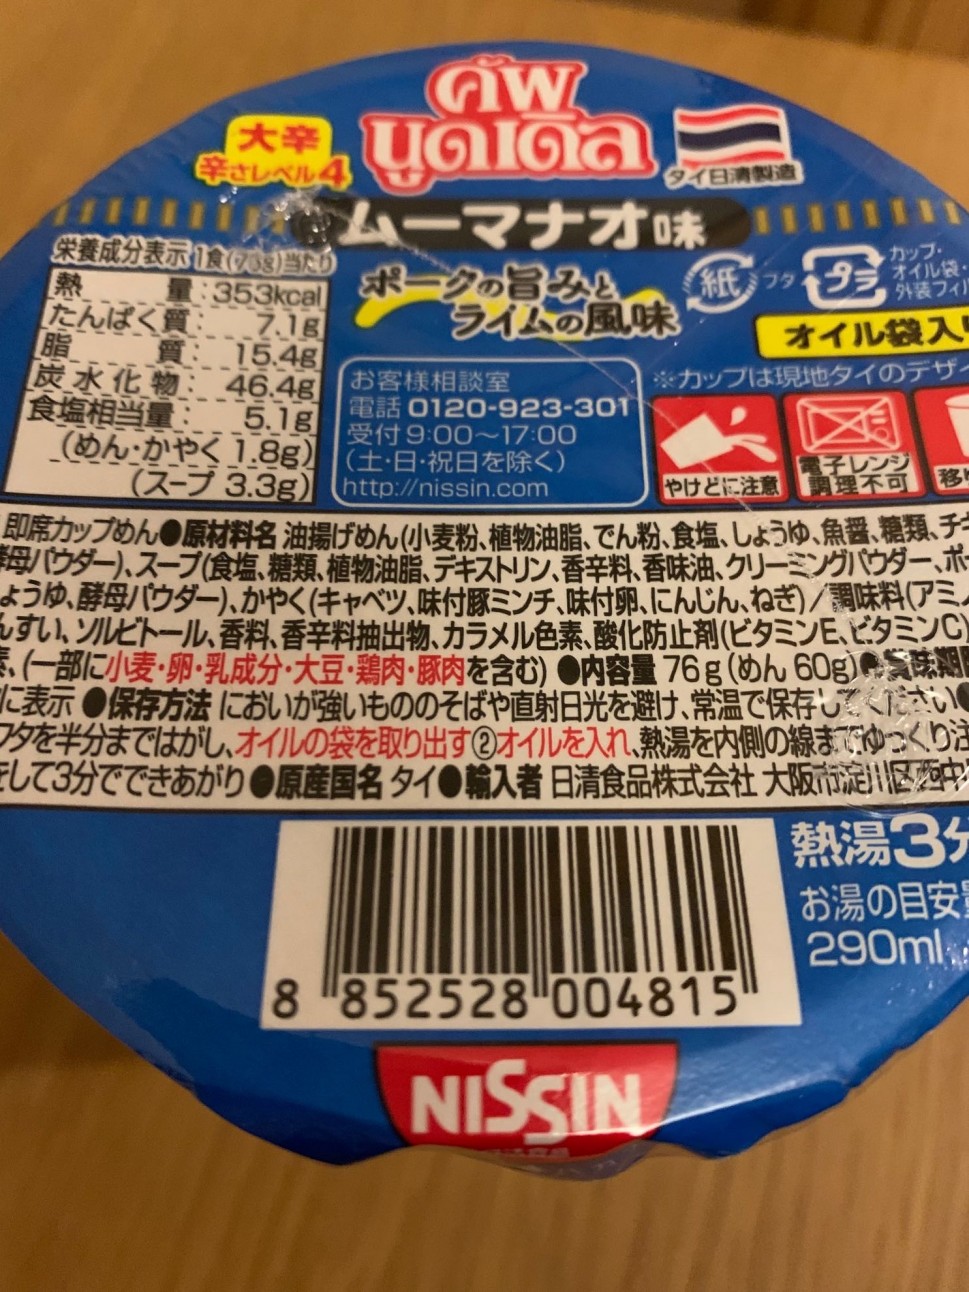 คัพ
นูดเดิล
大辛
辛さレベル4
タイ日清製造
ムーマナオ味
ポークの旨みと
ライムの風味
栄養成分表示 1食(76g)当たり
熱量:353kcal
たんぱく質: 7.1g
脂質: 15.4g
炭水化物: 46.4g
食塩相当量: 5.1g
(めん・かやく 1.8g)
(スープ 3.3g)
お客様相談室
電話 0120-923-301
受付 9:00〜17:00
(土・日・祝日を除く)
http://nissin.com
紙 フタ
プラ
カップ・
オイル袋・
外装フィ
オイル袋入り
※カップは現地タイのデザイ
やけどに注意
電子レンジ
調理不可
移
即席カップめん●原材料名 油揚げめん(小麦粉、植物油脂、でん粉、食塩、しょうゆ、魚醤、糖類、チキ
母パウダー)、スープ(食塩、糖類、植物油脂、デキストリン、香辛料、香味油、クリーミングパウダー、ポー
ょうゆ、酵母パウダー)、かやく(キャベツ、味付豚ミンチ、味付卵、にんじん、ねぎ)/調味料(アミノ
んすい、ソルビトール、香料、香辛料抽出物、カラメル色素、酸化防止剤(ビタミンE、ビタミンC)
、(一部に小麦・卵・乳成分・大豆・鶏肉・豚肉を含む) ●内容量 76g(めん 60g)●賞味期限
に表示 ●保存方法 においが強いもののそばや直射日光を避け、常温で保存してください●
フタを半分まではがし、オイルの袋を取り出す②オイルを入れ、熱湯を内側の線までゆっくり注
をして3分でできあがり●原産国名 タイ●輸入者 日清食品株式会社 大阪市淀川区西中
熱湯3分
お湯の目安量
290ml
8 852528 004815
NISSIN